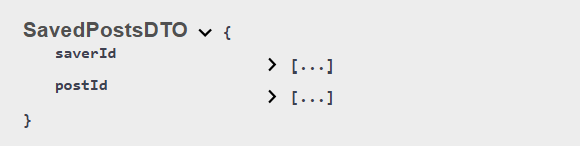 SavedPostsDTO {
saverId
[...]
postId
[...]
}